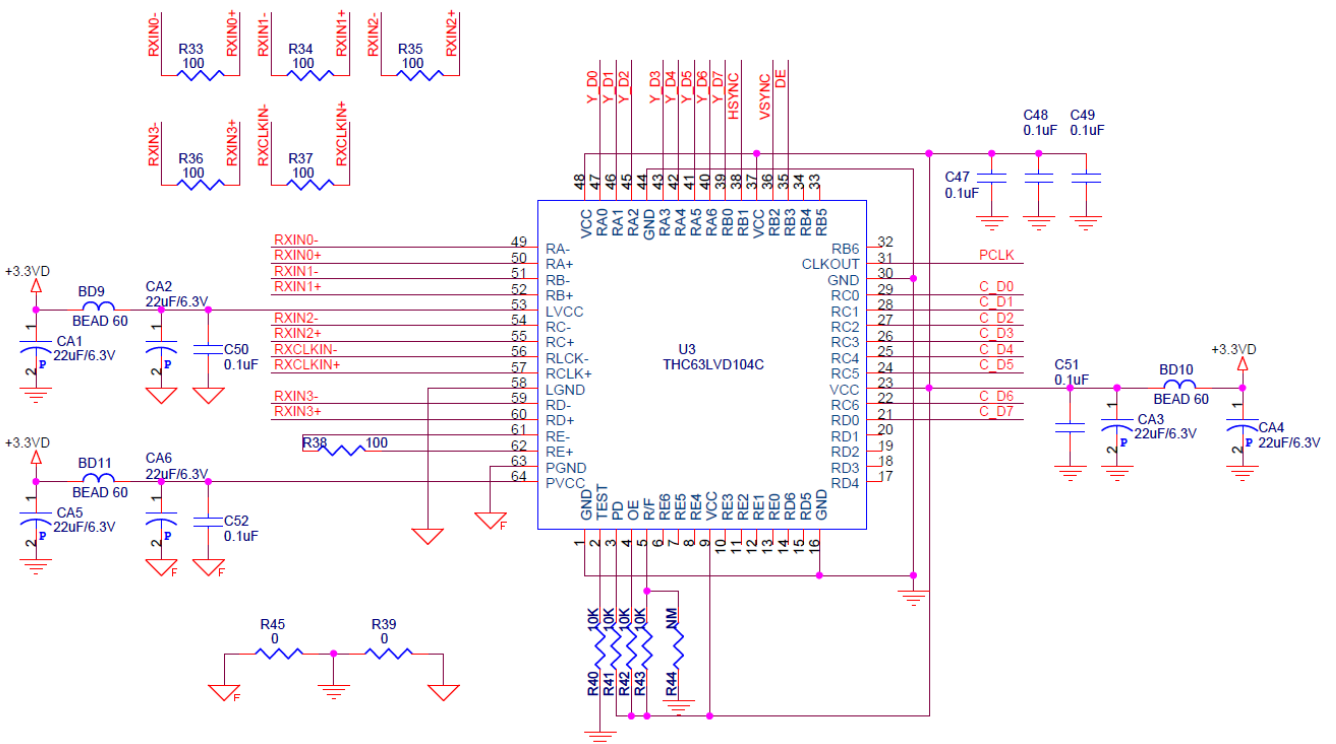 RXIN0-
RXIN0+
RXIN1-
RXIN1+
RXIN2-
RXIN2+
R33
100
R34
100
R35
100
RXIN3-
RXIN3+
RXCLKIN-
RXCLKIN+
R36
100
R37
100
Y_D0
Y_D1
Y_D2
Y_D3
Y_D4
Y_D5
Y_D6
Y_D7
HSYNC
VSYNC
DE
C48
0.1uF
C49
0.1uF
C47
0.1uF
48
47
46
45
44
43
42
41
40
39
38
37
36
35
34
33
VCC
RA0
RA1
RA2
GND
RA3
RA4
RA5
RA6
RB0
RB1
VCC
RB2
RB3
RB4
RB5
RXIN0- 49 RA-
RXIN0+ 50 RA+
RXIN1- 51 RB-
RXIN1+ 52 RB+
53 LVCC
RXIN2- 54 RC-
RXIN2+ 55 RC+
RXCLKIN- 56 RLCK-
RXCLKIN+ 57 RCLK+
58 LGND
RXIN3- 59 RD-
RXIN3+ 60 RD+
61 RE-
62 RE+
63 PGND
64 PVCC
R38 100
U3
THC63LVD104C
RB6 32
CLKOUT 31 PCLK
GND 30
RC0 29 C_D0
RC1 28 C_D1
RC2 27 C_D2
RC3 26 C_D3
RC4 25 C_D4
RC5 24 C_D5
VCC 23
RC6 22 C_D6
RD0 21 C_D7
RD1 20
RD2 19
RD3 18
RD4 17
+3.3VD
BD9
BEAD 60
CA2
22uF/6.3V
1
CA1
22uF/6.3V
2 P
1
2 P
C50
0.1uF
+3.3VD
BD11
BEAD 60
CA6
22uF/6.3V
1
CA5
22uF/6.3V
2 P
1
2 P
C52
0.1uF
F
F
F
C51
0.1uF
+3.3VD
BD10
BEAD 60
1
CA3
22uF/6.3V
2 P
1
CA4
22uF/6.3V
2 P
GND
TEST
PD
OE
R/F
RE6
RE5
RE4
VCC
RE3
RE2
RE1
RE0
RD6
RD5
GND
1
2
3
4
5
6
7
8
9
10
11
12
13
14
15
16
10K
10K
10K
10K
NM
R40
R41
R42
R43
R44
R45
0
R39
0
F